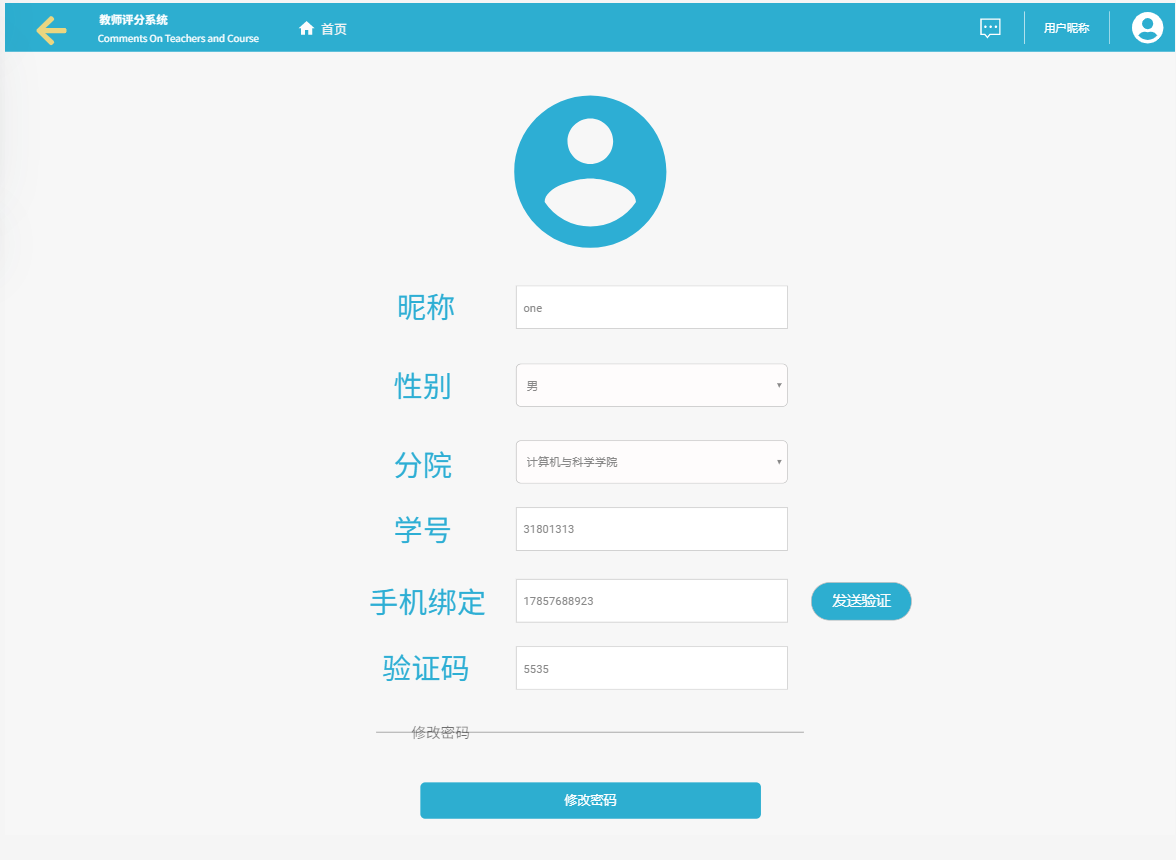 教师评分系统
Comments On Teachers and Course
首页
用户昵称
昵称
one
性别
男
分院
计算机与科学学院
学号
31801313
手机绑定
17857688923
发送验证
验证码
5535
修改密码
修改密码